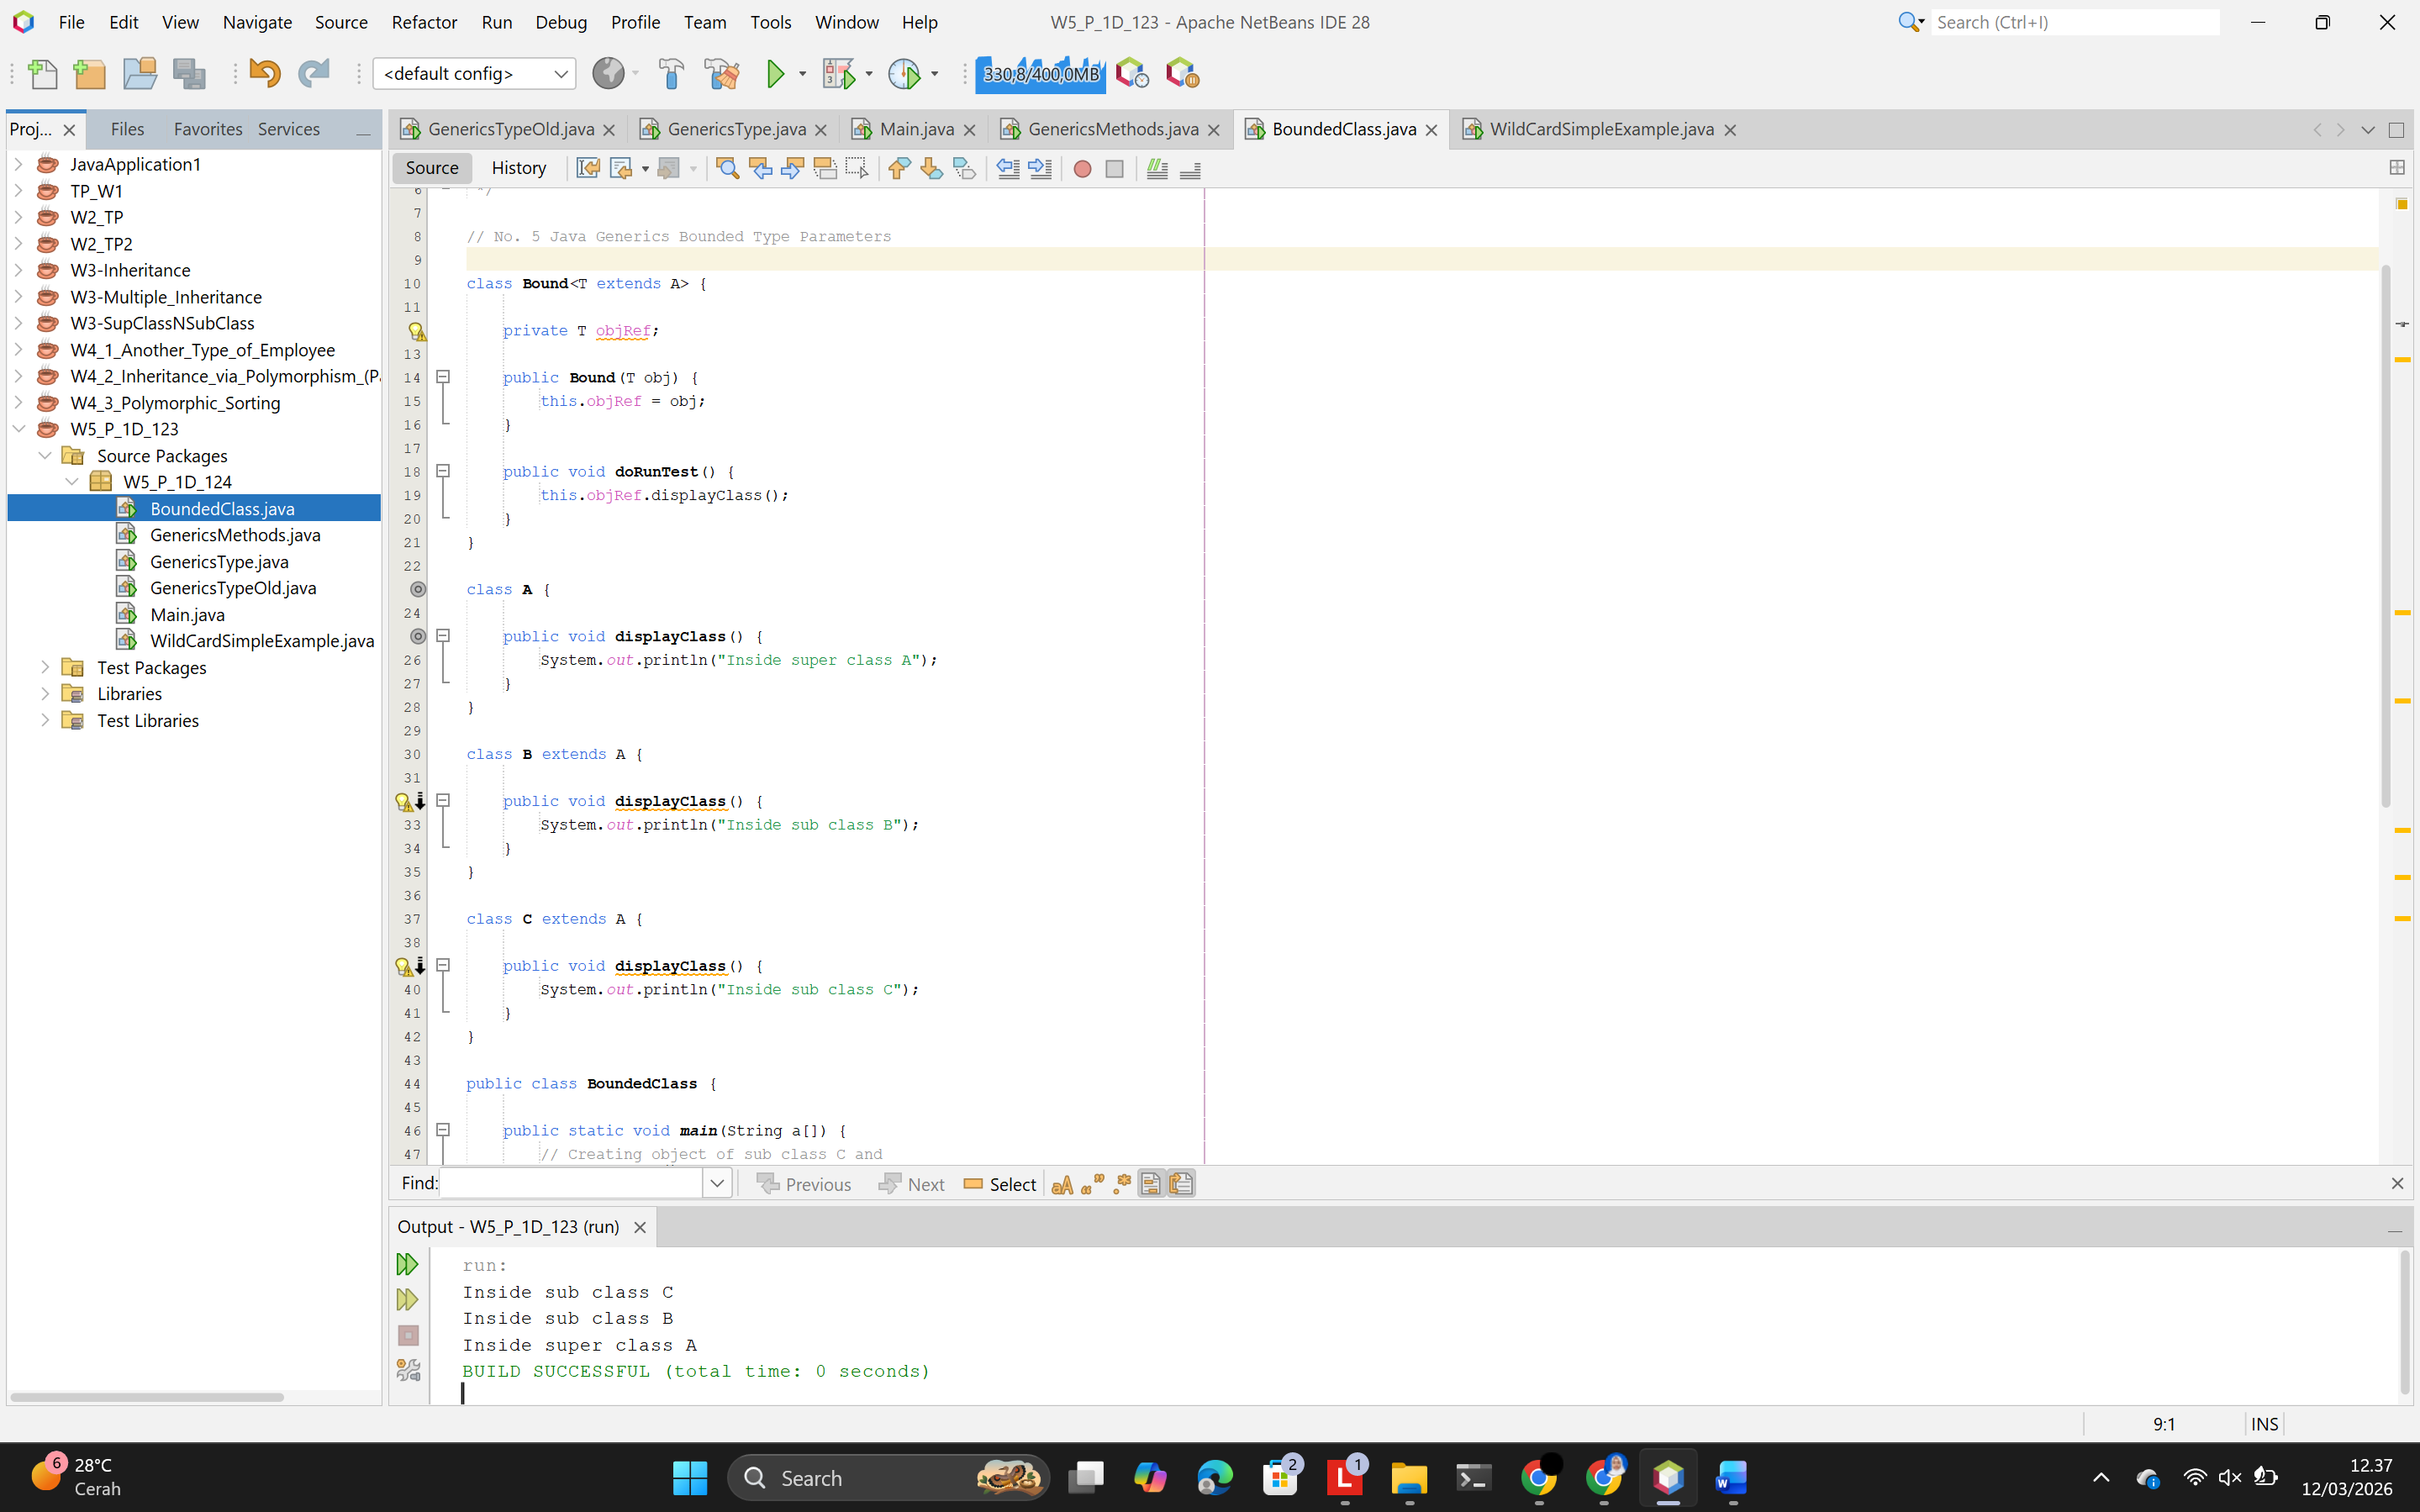 File Edit View Navigate Source Refactor Run Debug Profile Team Tools Window Help W5_P_1D_123 - Apache NetBeans IDE 28 Search (Ctrl+I)
<default config> 330,8/400,0MB
Proj... Files Favorites Services
GenericsTypeOld.java GenericsType.java Main.java GenericsMethods.java BoundedClass.java WildCardSimpleExample.java
Source History
JavaApplication1
TP_W1
W2_TP
W2_TP2
W3-Inheritance
W3-Multiple_Inheritance
W3-SupClassNSubClass
W4_1_Another_Type_of_Employee
W4_2_Inheritance_via_Polymorphism_(P
W4_3_Polymorphic_Sorting
W5_P_1D_123
Source Packages
W5_P_1D_124
BoundedClass.java
GenericsMethods.java
GenericsType.java
GenericsTypeOld.java
Main.java
WildCardSimpleExample.java
Test Packages
Libraries
Test Libraries
6 */
7
8 // No. 5 Java Generics Bounded Type Parameters
9
10 class Bound<T extends A> {
11
private T objRef;
13
14 public Bound(T obj) {
15 this.objRef = obj;
16 }
17
18 public void doRunTest() {
19 this.objRef.displayClass();
20 }
21 }
22
class A {
24
public void displayClass() {
26 System.out.println("Inside super class A");
27 }
28 }
29
30 class B extends A {
31
public void displayClass() {
33 System.out.println("Inside sub class B");
34 }
35 }
36
37 class C extends A {
38
public void displayClass() {
40 System.out.println("Inside sub class C");
41 }
42 }
43
44 public class BoundedClass {
45
46 public static void main(String a[]) {
47 // Creating object of sub class C and
Find: Previous Next Select
Output - W5_P_1D_123 (run)
run:
Inside sub class C
Inside sub class B
Inside super class A
BUILD SUCCESSFUL (total time: 0 seconds)
9:1 INS
6 28°C
Cerah
Search
2
1
12.37
12/03/2026